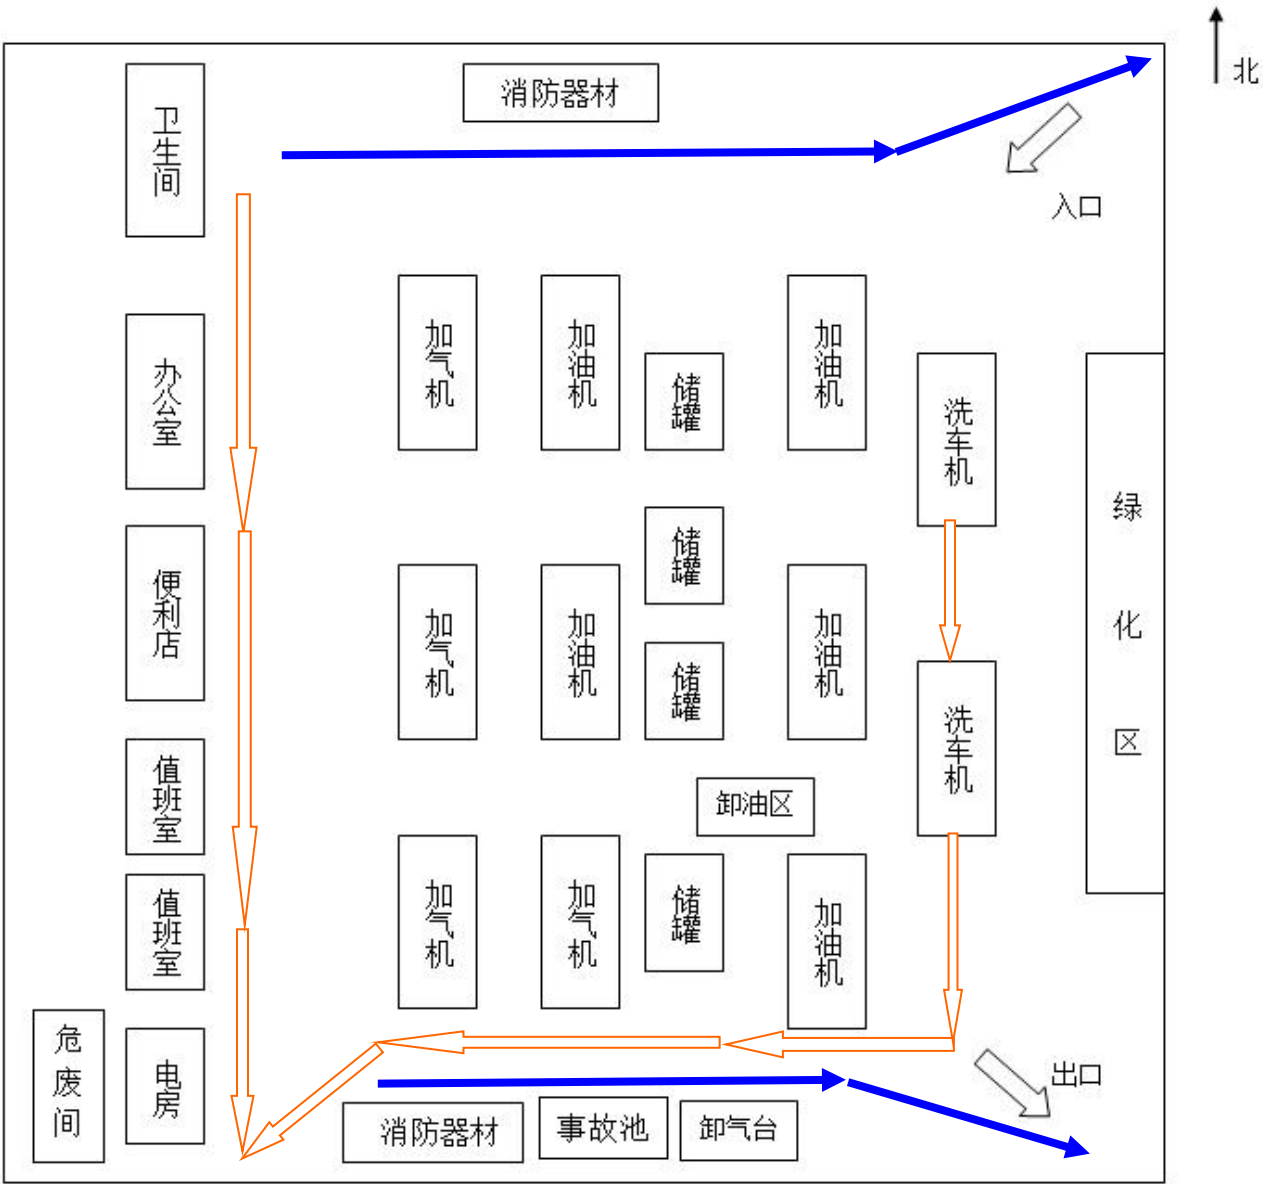 北
消防器材
卫生间
入口
加气机
加油机
加油机
办公室
储罐
洗车机
绿化区
储罐
便利店
加气机
加油机
加油机
储罐
洗车机
值班室
卸油区
加气机
加气机
储罐
加油机
值班室
危废间
电房
出口
消防器材
事故池
卸气台